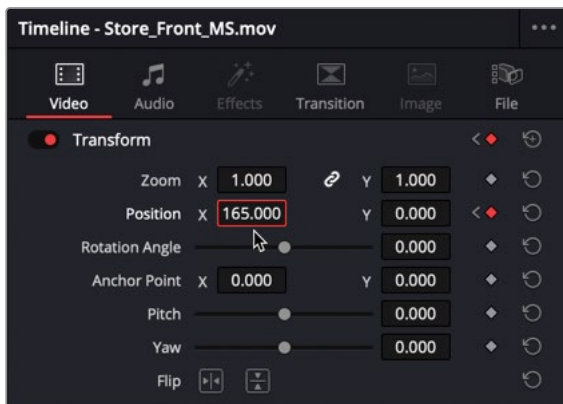 Timeline - Store_Front_MS.mov
Video Audio Effects Transition Image File
Transform
Zoom X 1.000 Y 1.000
Position X 165.000 Y 0.000
Rotation Angle 0.000
Anchor Point X 0.000 Y 0.000
Pitch 0.000
Yaw 0.000
Flip